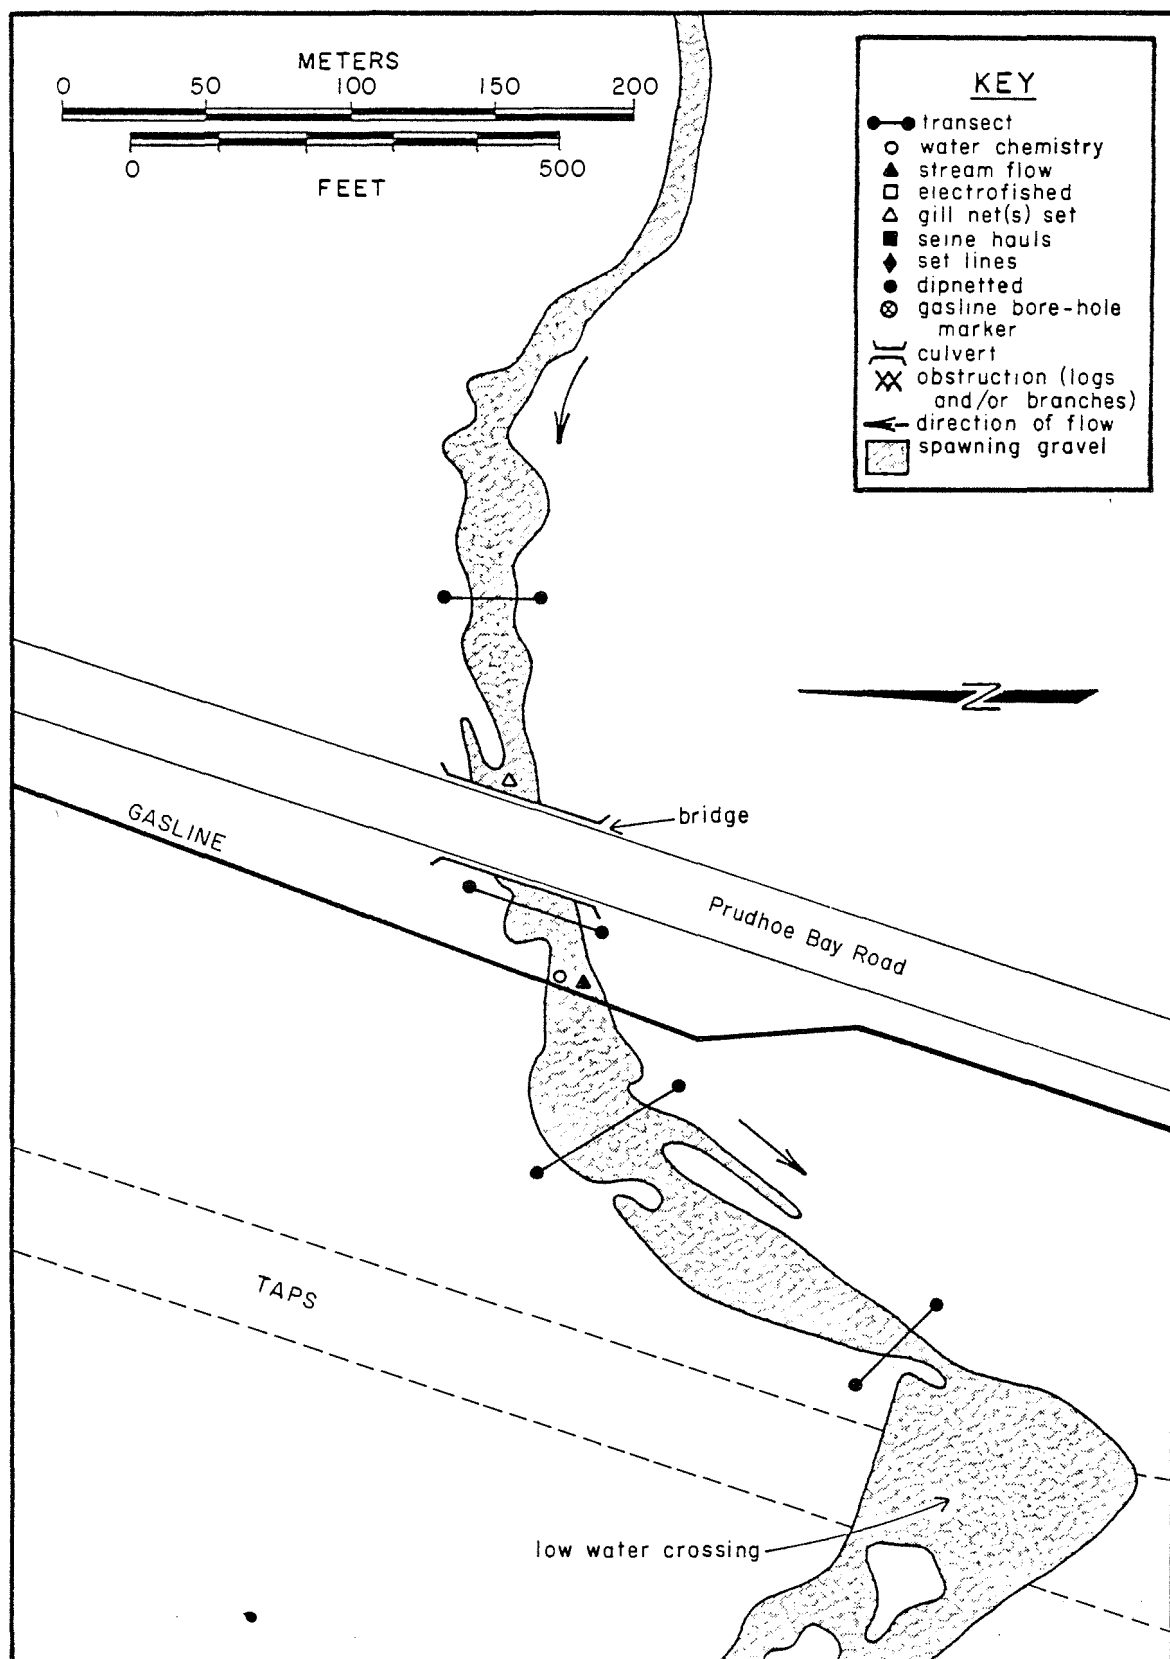 METERS
0 50 100 150 200
0 500
FEET
KEY
transect
water chemistry
stream flow
electrofished
gill net(s) set
seine hauls
set lines
dipnetted
gasline bore-hole
marker
culvert
obstruction (logs
and/or branches)
direction of flow
spawning gravel
N
bridge
GASLINE
Prudhoe Bay Road
TAPS
low water crossing